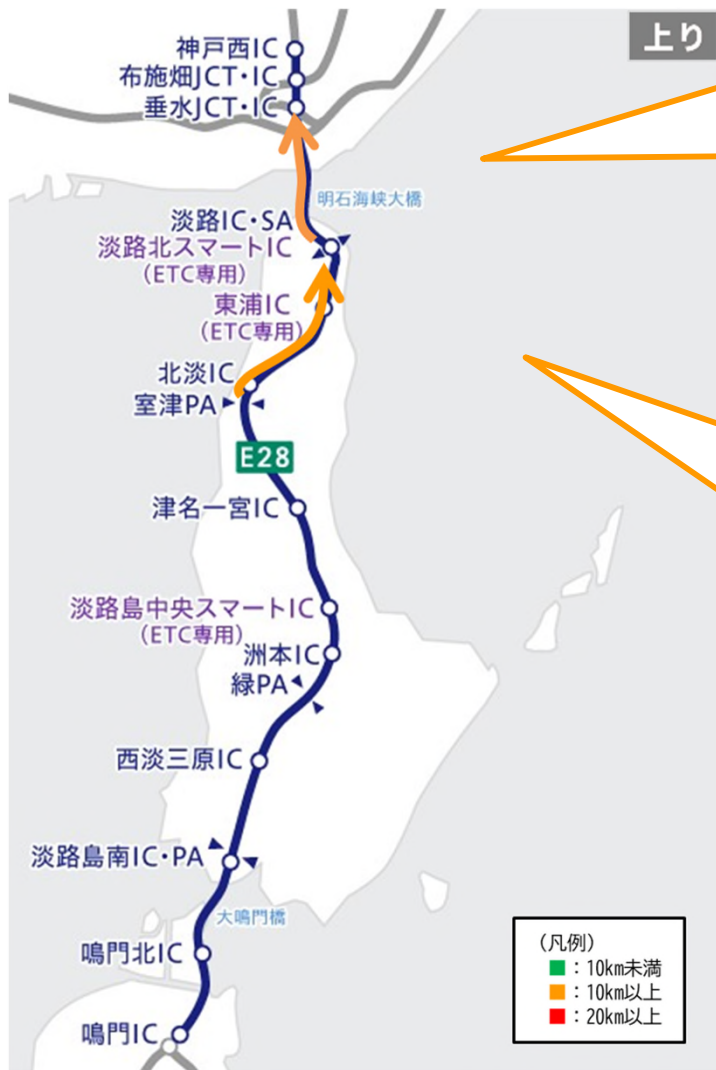 上り
神戸西IC
布施畑JCT・IC
垂水JCT・IC
明石海峡大橋
淡路IC・SA
淡路北スマートIC
(ETC専用)
東浦IC
(ETC専用)
北淡IC
室津PA
E28
津名一宮IC
淡路島中央スマートIC
(ETC専用)
洲本IC
緑PA
西淡三原IC
淡路島南IC・PA
大鳴門橋
鳴門北IC
鳴門IC
(凡例)
■:10km未満
■:10km以上
■:20km以上